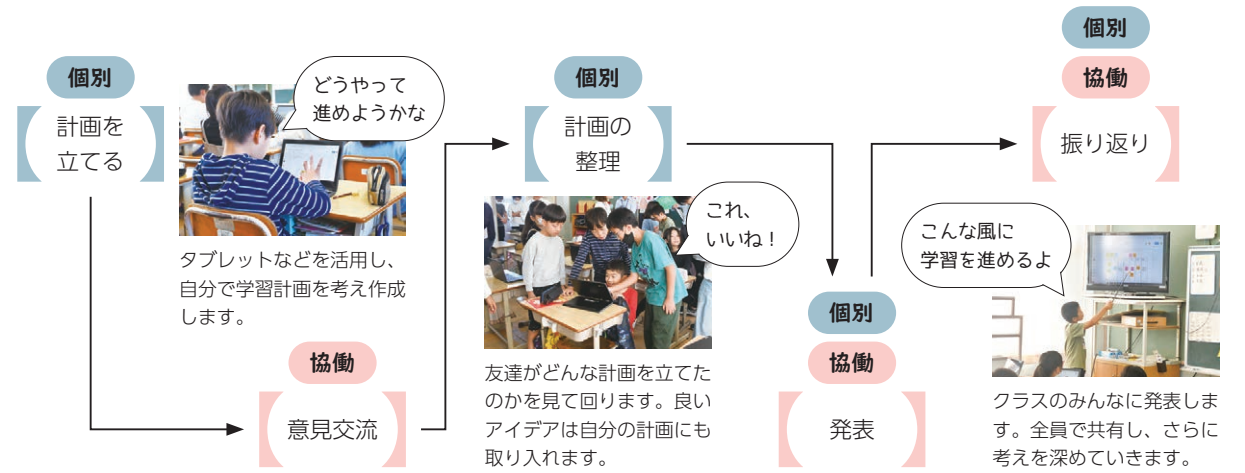 個別
計画を
立てる
どうやって
進めようかな
タブレットなどを活用し、
自分で学習計画を考え作成
します。
協働
意見交流
個別
計画の
整理
これ、
いいね！
友達がどんな計画を立てた
のかを見て回ります。良い
アイデアは自分の計画にも
取り入れます。
個別
協働
発表
個別
協働
振り返り
こんな風に
学習を進めるよ
クラスのみんなに発表しま
す。全員で共有し、さらに
考えを深めていきます。